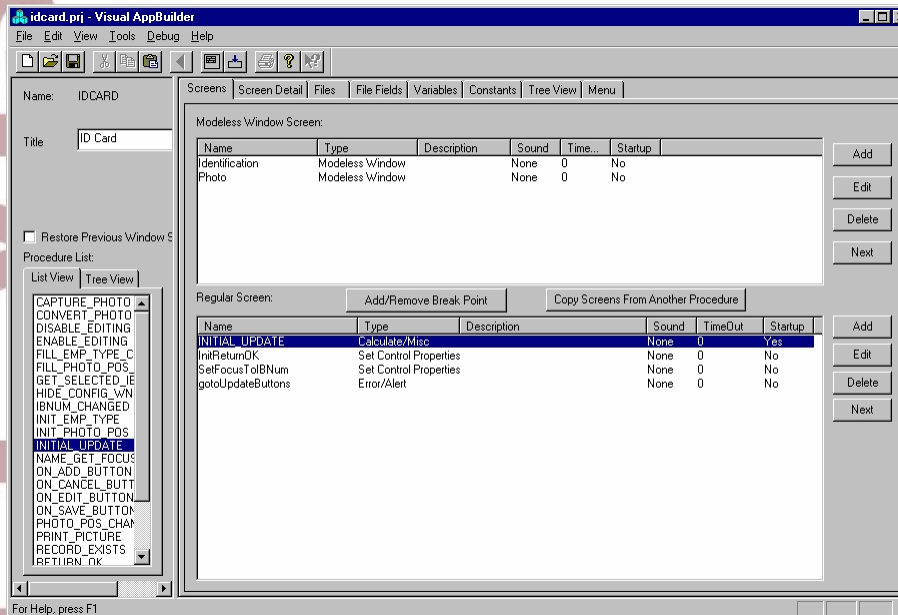 idcard.prj - Visual AppBuilder
File Edit View Tools Debug Help
Name: IDCARD
Title ID Card
Restore Previous Window S
Procedure List:
List View Tree View
CAPTURE_PHOTO
CONVERT_PHOTO
DISABLE_EDITING
ENABLE_EDITING
FILL_EMP_TYPE_C
FILL_PHOTO_POS_
GET_SELECTED_IE
HIDE_CONFIG_WN
IBNUM_CHANGED
INIT_EMP_TYPE
INIT_PHOTO_POS
INITIAL_UPDATE
NAME_GET_FOCUS
ON_ADD_BUTTON
ON_CANCEL_BUTT
ON_EDIT_BUTTON
ON_SAVE_BUTTON
PHOTO_POS_CHAN
PRINT_PICTURE
RECORD_EXISTS
RETURN_OK
Screens Screen Detail Files File Fields Variables Constants Tree View Menu
Modeless Window Screen:
Name Type Description Sound Time... Startup
Identification Modeless Window None 0 No
Photo Modeless Window None 0 No
Add
Edit
Delete
Next
Regular Screen: Add/Remove Break Point Copy Screens From Another Procedure
Name Type Description Sound TimeOut Startup
INITIAL_UPDATE Calculate/Misc None 0 Yes
InitReturnOK Set Control Properties None 0 No
SetFocusToIBNum Set Control Properties None 0 No
gotoUpdateButtons Error/Alert None 0 No
Add
Edit
Delete
Next
For Help, press F1